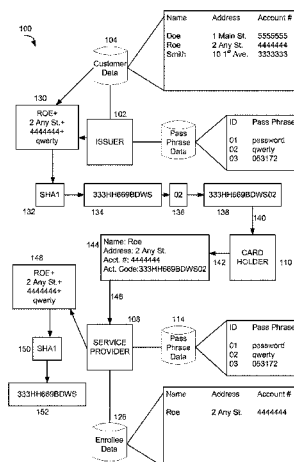 100
104
Customer
Data
Name Address Account #
Doe 1 Main St. 5555555
Roe 2 Any St. 4444444
Smith 10 1st Ave. 3333333
130
ROE+
2 Any St.+
4444444+
qwerty
102
ISSUER
Pass
Phrase
Data
ID Pass Phrase
01 password
02 qwerty
03 063172
SHA1
132
333HH669BDWS
134
02
136
333HH669BDWS02
138
140
144
Name: Roe
Address: 2 Any St.
Acct. #: 4444444
Act. Code:333HH669BDWS02
142
CARD
HOLDER
110
148
ROE+
2 Any St.+
4444444+
qwerty
146
150
SHA1
333HH669BDWS
152
108
SERVICE
PROVIDER
114
Pass
Phrase
Data
ID Pass Phrase
01 password
02 qwerty
03 063172
126
Enrollee
Data
Name Address Account #
Roe 2 Any St. 4444444